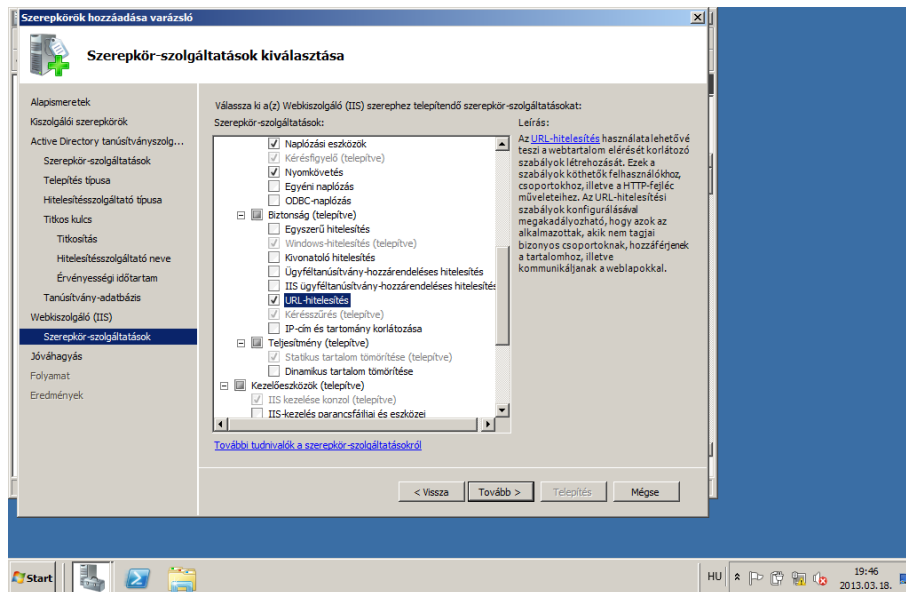 Szerepkörök hozzáadása varázsló
Szerepkör-szolgáltatások kiválasztása
Alapismeretek
Kiszolgálói szerepkörök
Active Directory tanúsítványszolg...
Szerepkör-szolgáltatások
Telepítés típusa
Hitelesítésszolgáltató típusa
Titkos kulcs
Titkosítás
Hitelesítésszolgáltató neve
Érvényességi időtartam
Tanúsítvány-adatbázis
Webkiszolgáló (IIS)
Szerepkör-szolgáltatások
Jóváhagyás
Folyamat
Eredmények
Válassza ki a(z) Webkiszolgáló (IIS) szerephez telepítendő szerepkör-szolgáltatásokat:
Szerepkör-szolgáltatások:
Naplózási eszközök
Kérésfigyelő (telepítve)
Nyomkövetés
Egyéni naplózás
ODBC-naplózás
Biztonság (telepítve)
Egyszerű hitelesítés
Windows-hitelesítés (telepítve)
Kivonatoló hitelesítés
Ügyféltanúsítvány-hozzárendeléses hitelesítés
IIS ügyféltanúsítvány-hozzárendeléses hitelesítés
URL-hitelesítés
Kérésszűrés (telepítve)
IP-cím és tartomány korlátozása
Teljesítmény (telepítve)
Statikus tartalom tömörítése (telepítve)
Dinamikus tartalom tömörítése
Kezelőeszközök (telepítve)
IIS kezelése konzol (telepítve)
IIS-kezelés parancsfájljai és eszközei
További tudnivalók a szerepkör-szolgáltatásokról
Leírás:
Az URL-hitelesítés használata lehetővé
teszi a webtartalom elérését korlátozó
szabályok létrehozását. Ezek a
szabályok köthetők felhasználókhoz,
csoportokhoz, illetve a HTTP-fejléc
műveleteihez. Az URL-hitelesítési
szabályok konfigurálásával
megakadályozható, hogy azok az
alkalmazottak, akik nem tagjai
bizonyos csoportoknak, hozzáférjenek
a tartalomhoz, illetve
kommunikáljanak a weblapokkal.
< Vissza
Tovább >
Telepítés
Mégse
Start
HU
19:46
2013.03.18.